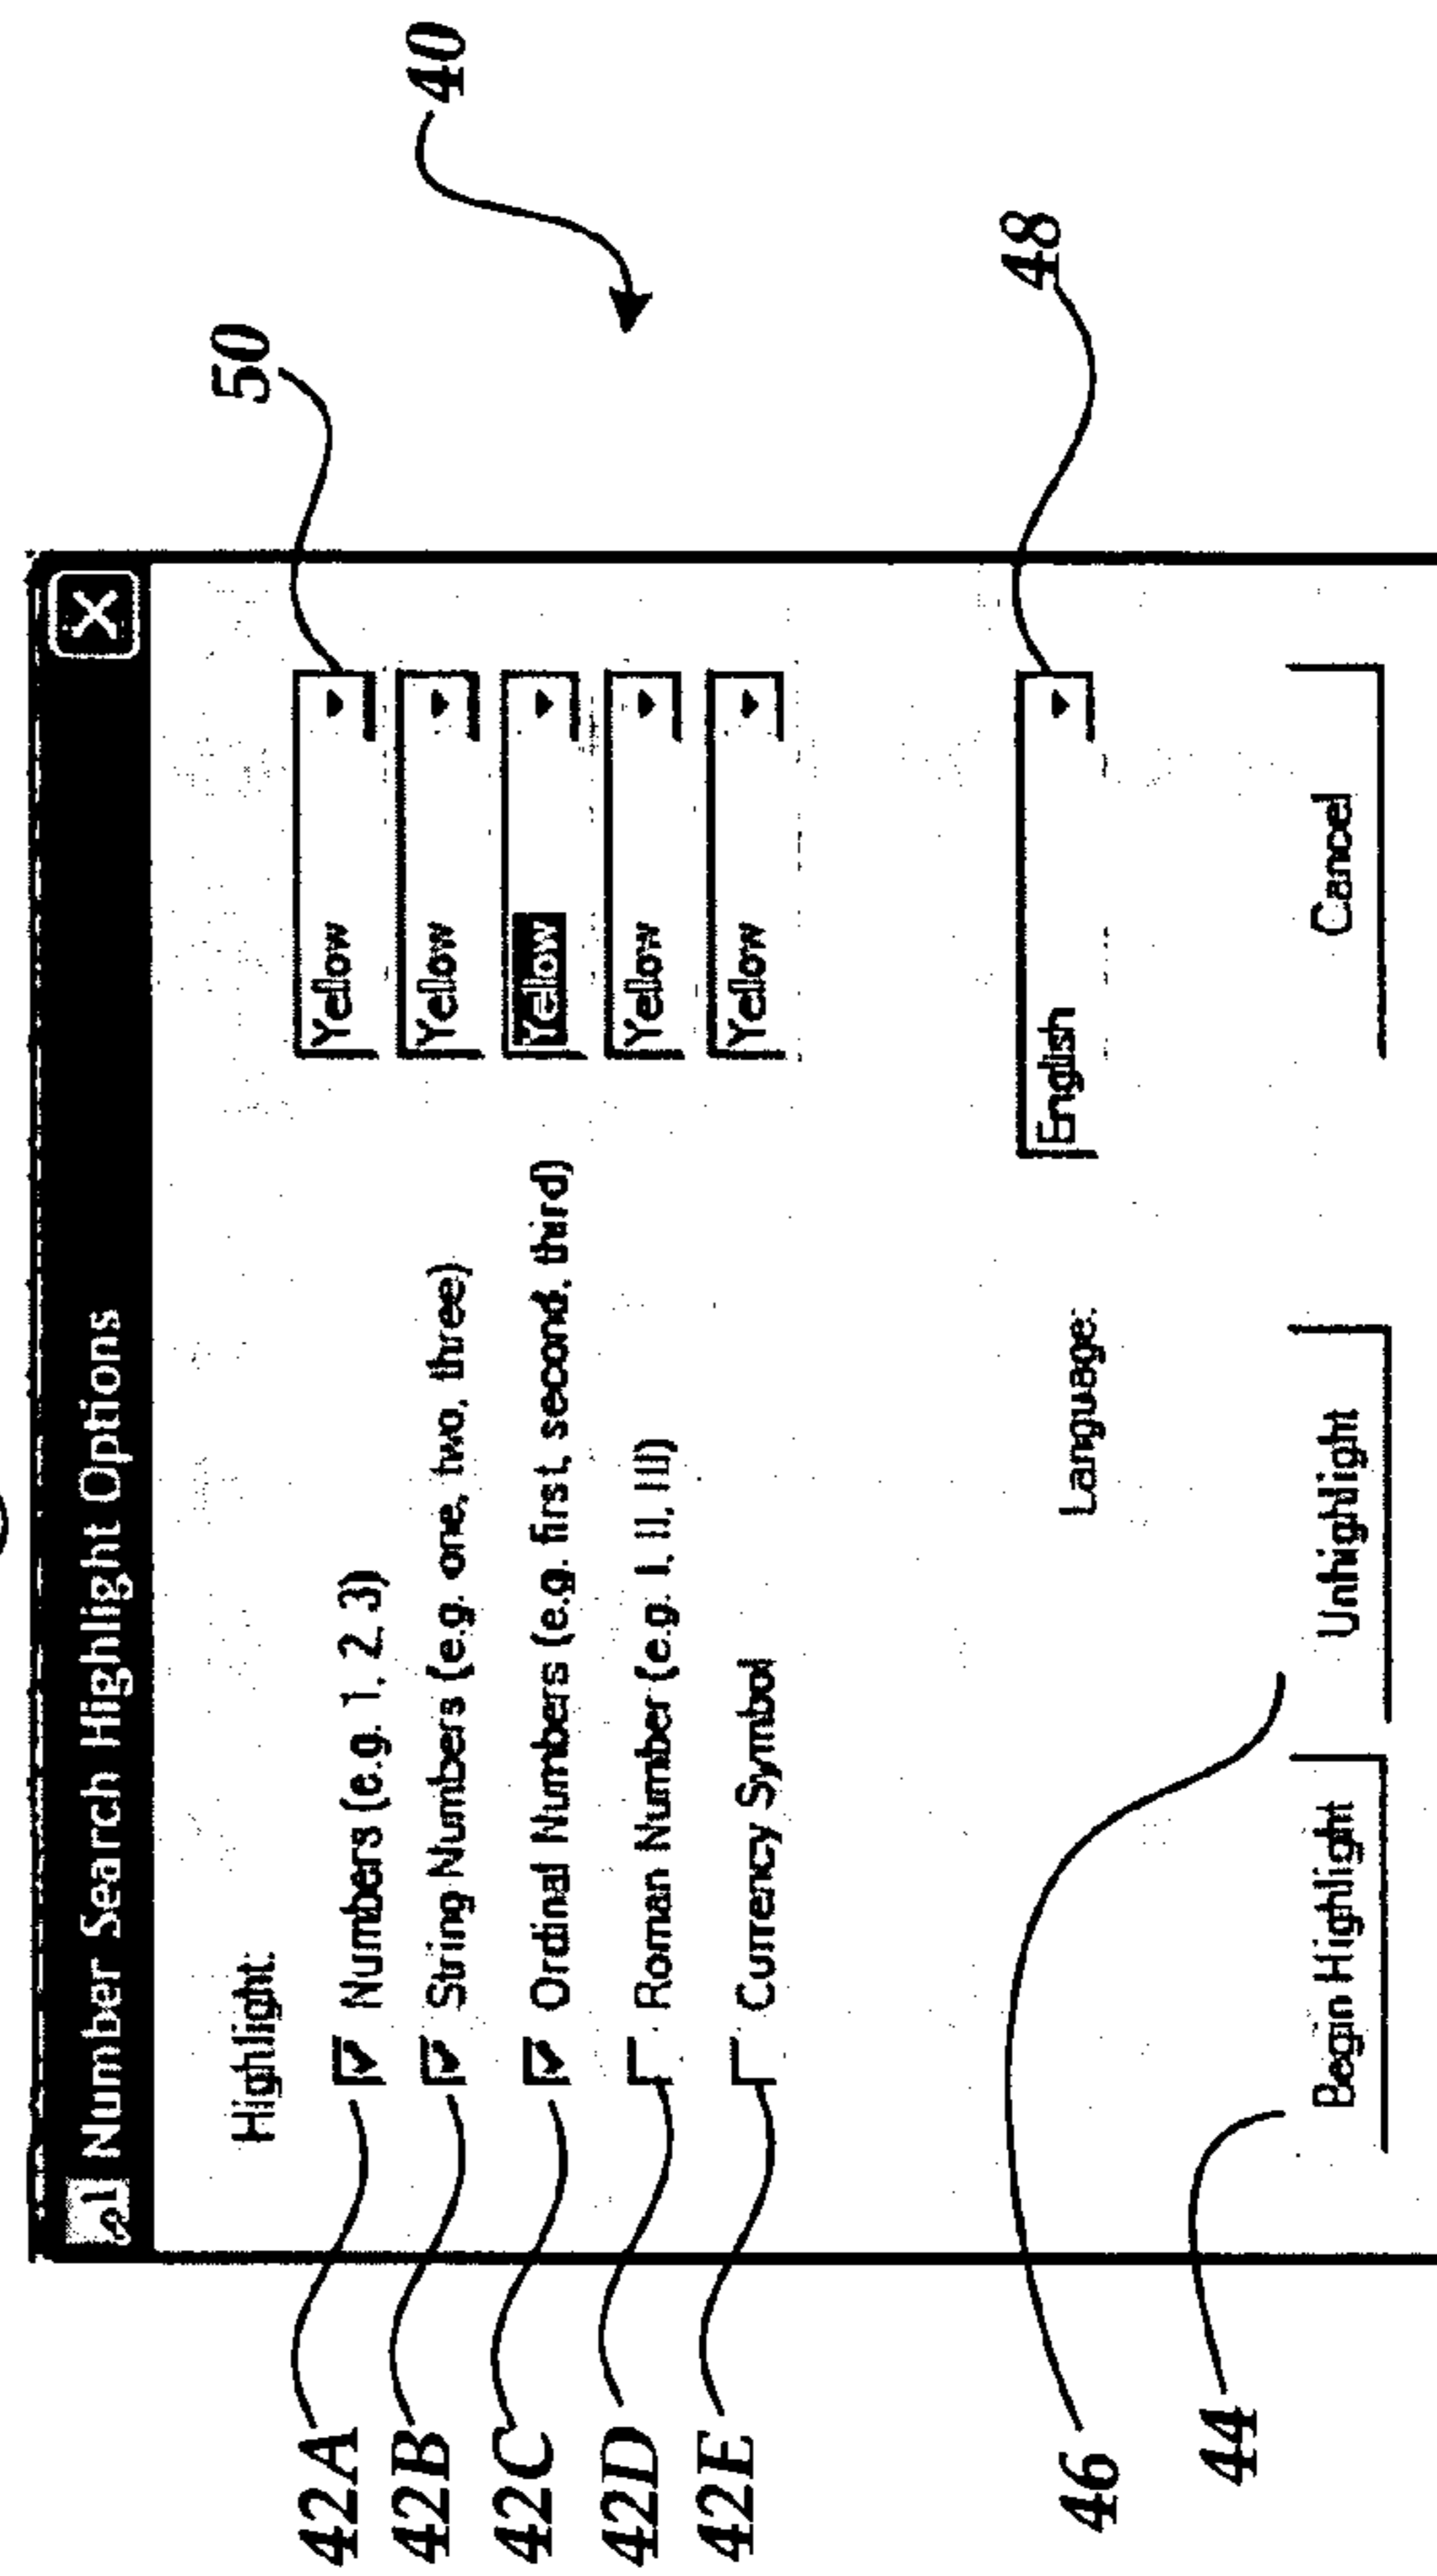 40
50
Number Search Highlight Options X
Highlight:
42A Numbers (e.g. 1, 2, 3) Yellow
42B String Numbers (e.g. one, two, three) Yellow
42C Ordinal Numbers (e.g. first, second, third) Yellow
42D Roman Number (e.g. I, II, III) Yellow
42E Currency Symbol Yellow
48
Language: English
46
44
Begin Highlight Unhighlight Cancel